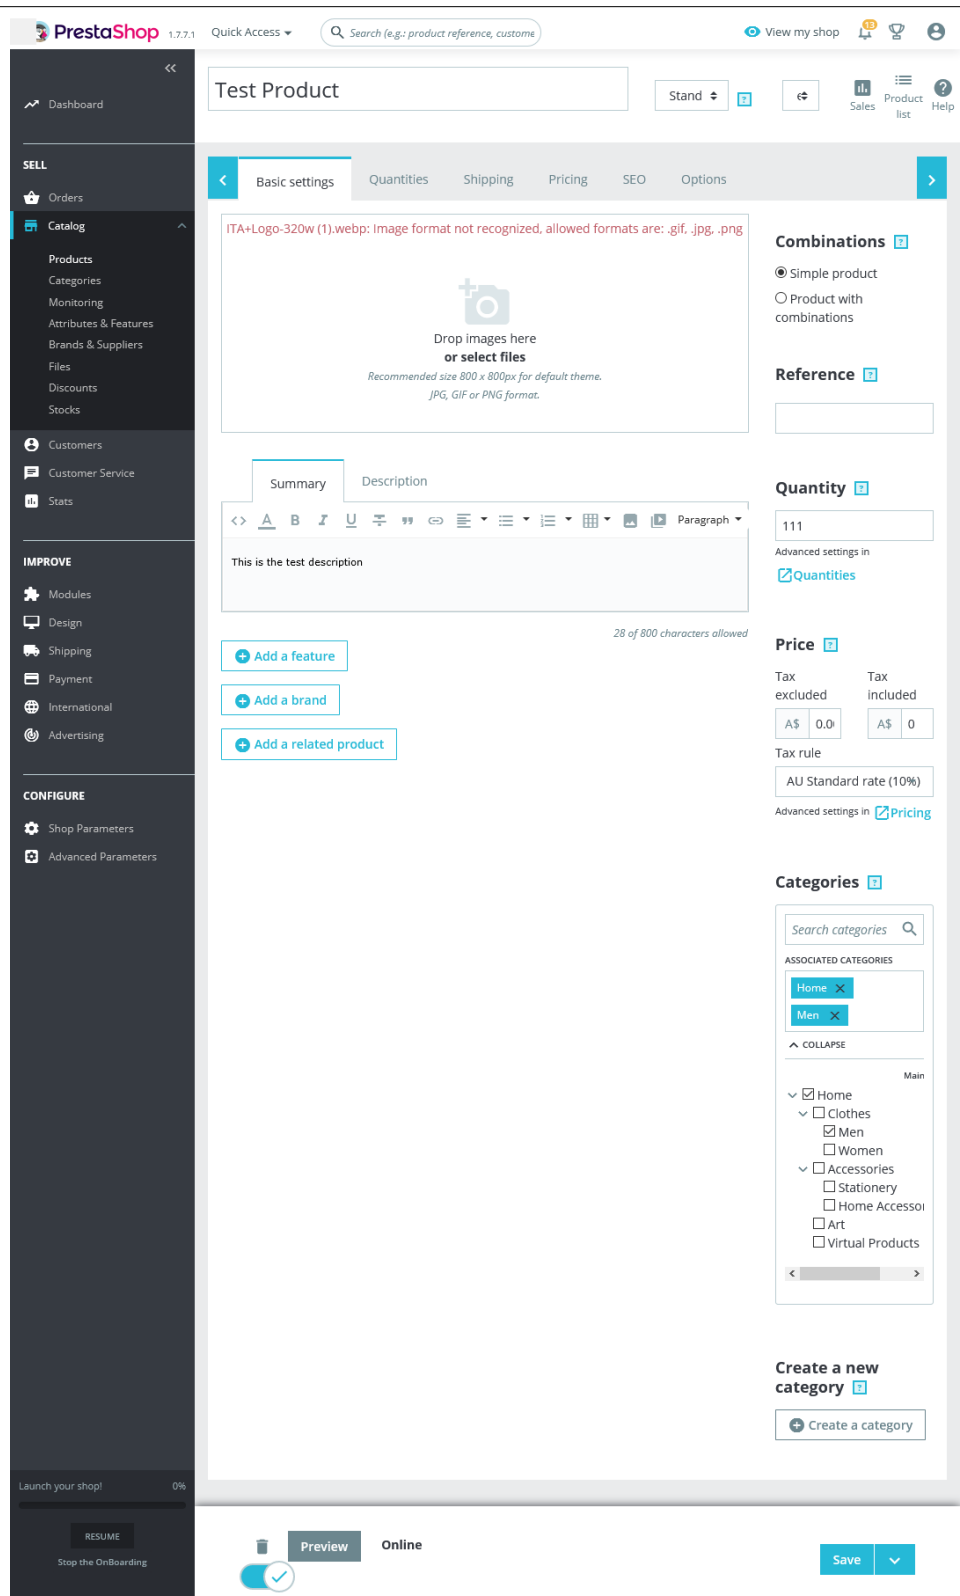 PrestaShop 1.7.7.1 Quick Access Search (e.g.: product reference, custome View my shop 13
Test Product Stand Sales Product list Help
Dashboard
SELL
Orders
Catalog
Products
Categories
Monitoring
Attributes & Features
Brands & Suppliers
Files
Discounts
Stocks
Customers
Customer Service
Stats
IMPROVE
Modules
Design
Shipping
Payment
International
Advertising
CONFIGURE
Shop Parameters
Advanced Parameters
Launch your shop! 0%
RESUME
Stop the OnBoarding
Basic settings Quantities Shipping Pricing SEO Options
ITA+Logo-320w (1).webp: Image format not recognized, allowed formats are: .gif, .jpg, .png
Drop images here
or select files
Recommended size 800 x 800px for default theme.
JPG, GIF or PNG format.
Summary Description
Paragraph
This is the test description
28 of 800 characters allowed
Add a feature
Add a brand
Add a related product
Combinations ?
Simple product
Product with
combinations
Reference ?
Quantity ?
111
Advanced settings in
Quantities
Price ?
Tax excluded Tax included
A$ 0.0 A$ 0
Tax rule
AU Standard rate (10%)
Advanced settings in Pricing
Categories ?
Search categories
ASSOCIATED CATEGORIES
Home
Men
COLLAPSE
Main
Home
Clothes
Men
Women
Accessories
Stationery
Home Accessor
Art
Virtual Products
Create a new
category ?
Create a category
Preview Online
Save